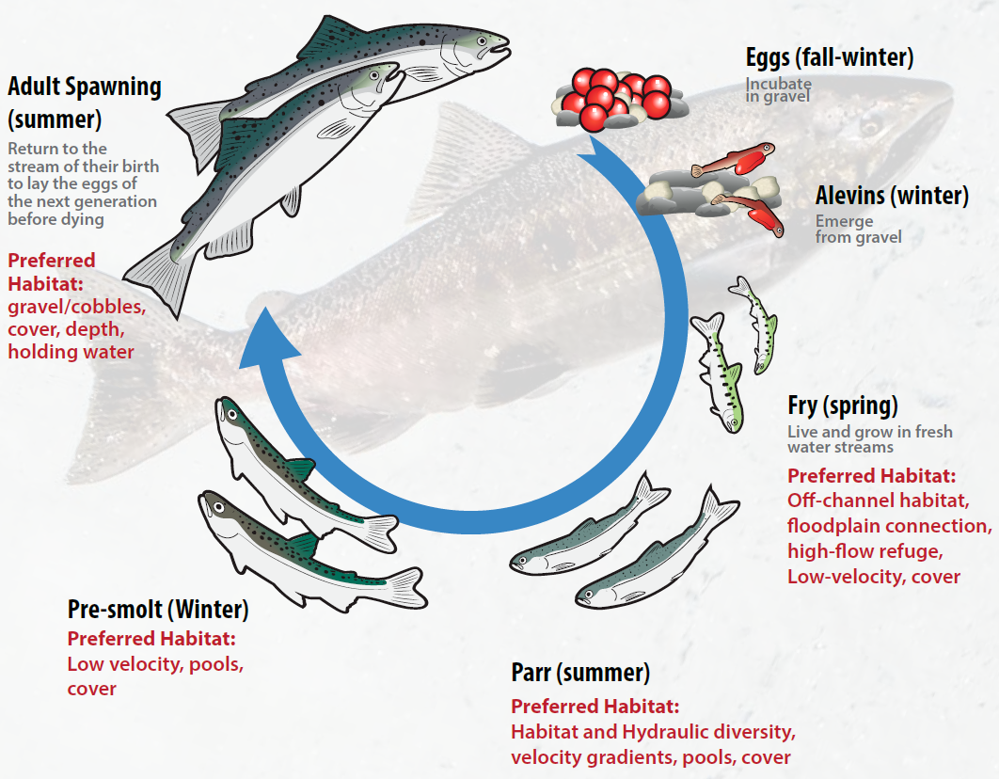 Adult Spawning
(summer)
Return to the
stream of their birth
to lay the eggs of
the next generation
before dying
Preferred
Habitat:
gravel/cobbles,
cover, depth,
holding water
Eggs (fall-winter)
Incubate
in gravel
Alevins (winter)
Emerge
from gravel
Fry (spring)
Live and grow in fresh
water streams
Preferred Habitat:
Off-channel habitat,
floodplain connection,
high-flow refuge,
Low-velocity, cover
Parr (summer)
Preferred Habitat:
Habitat and Hydraulic diversity,
velocity gradients, pools, cover
Pre-smolt (Winter)
Preferred Habitat:
Low velocity, pools,
cover